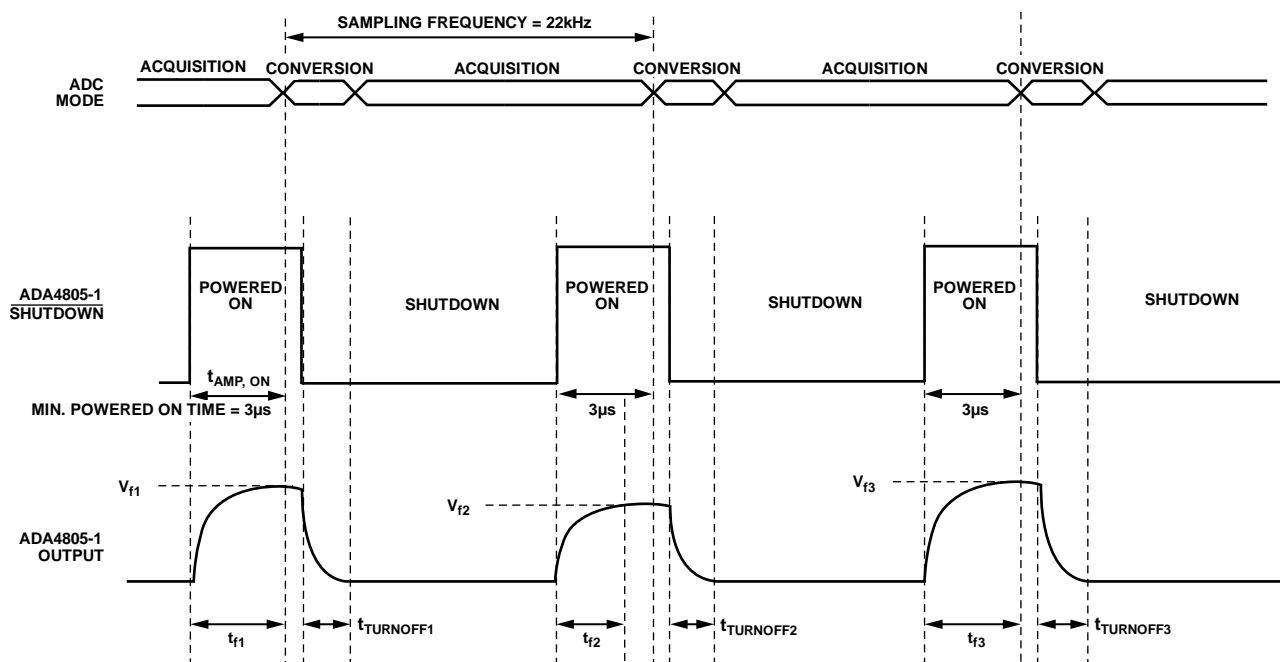 SAMPLING FREQUENCY = 22kHz
ACQUISITION CONVERSION ACQUISITION CONVERSION ACQUISITION CONVERSION
ADC
MODE
ADA4805-1
SHUTDOWN
POWERED
ON
SHUTDOWN
POWERED
ON
SHUTDOWN
POWERED
ON
SHUTDOWN
tAMP, ON
MIN. POWERED ON TIME = 3µs
3µs
3µs
Vf1
Vf2
Vf3
ADA4805-1
OUTPUT
tf1
tTURNOFF1
tf2
tTURNOFF2
tf3
tTURNOFF3